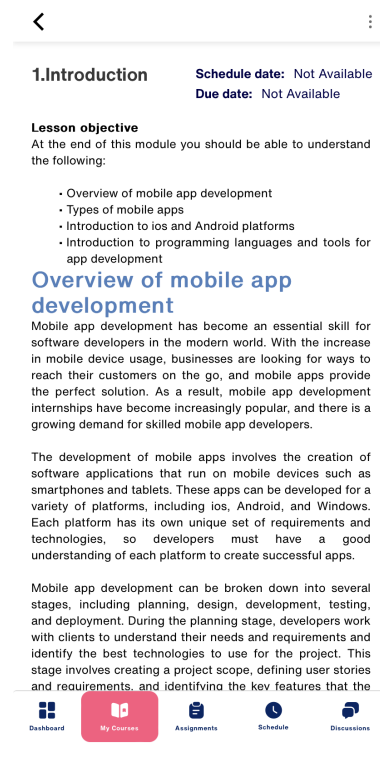 1.Introduction
Schedule date: Not Available
Due date: Not Available
Lesson objective
At the end of this module you should be able to understand
the following:
• Overview of mobile app development
• Types of mobile apps
• Introduction to ios and Android platforms
• Introduction to programming languages and tools for
app development
Overview of mobile app
development
Mobile app development has become an essential skill for
software developers in the modern world. With the increase
in mobile device usage, businesses are looking for ways to
reach their customers on the go, and mobile apps provide
the perfect solution. As a result, mobile app development
internships have become increasingly popular, and there is a
growing demand for skilled mobile app developers.
The development of mobile apps involves the creation of
software applications that run on mobile devices such as
smartphones and tablets. These apps can be developed for a
variety of platforms, including ios, Android, and Windows.
Each platform has its own unique set of requirements and
technologies, so developers must have a good
understanding of each platform to create successful apps.
Mobile app development can be broken down into several
stages, including planning, design, development, testing,
and deployment. During the planning stage, developers work
with clients to understand their needs and requirements and
identify the best technologies to use for the project. This
stage involves creating a project scope, defining user stories
and requirements, and identifying the key features that the
Dashboard
My Courses
Assignments
Schedule
Discussions